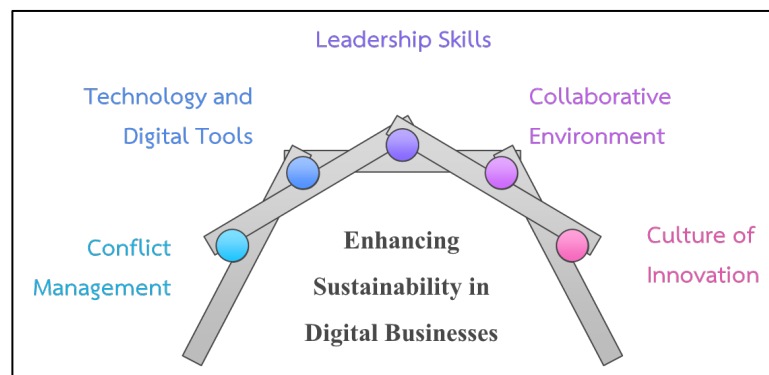 Leadership Skills
Technology and
Digital Tools
Collaborative
Environment
Conflict
Management
Enhancing
Sustainability in
Digital Businesses
Culture of
Innovation